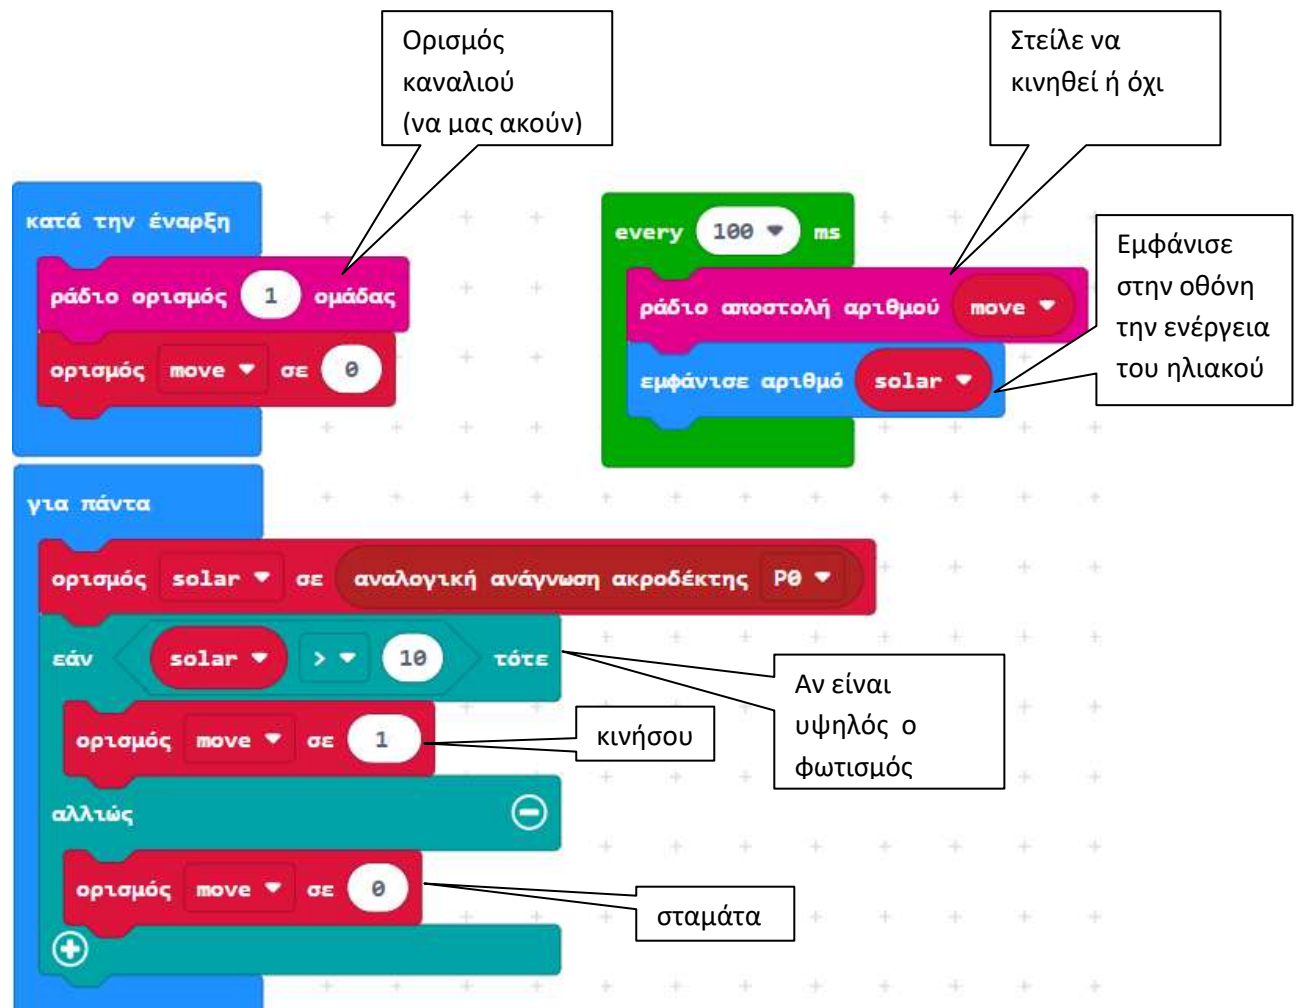 Ορισμός
καναλιού
(να μας ακούν)
Στείλε να
κινηθεί ή όχι
κατά την έναρξη
ράδιο ορισμός 1 ομάδας
ορισμός move σε 0
every 100 ms
ράδιο αποστολή αριθμού move
εμφάνισε αριθμό solar
Εμφάνισε
στην οθόνη
την ενέργεια
του ηλιακού
για πάντα
ορισμός solar σε αναλογική ανάγνωση ακροδέκτης P0
εάν solar > 10 τότε
Αν είναι
υψηλός ο
φωτισμός
ορισμός move σε 1
κινήσου
αλλιώς
ορισμός move σε 0
σταμάτα